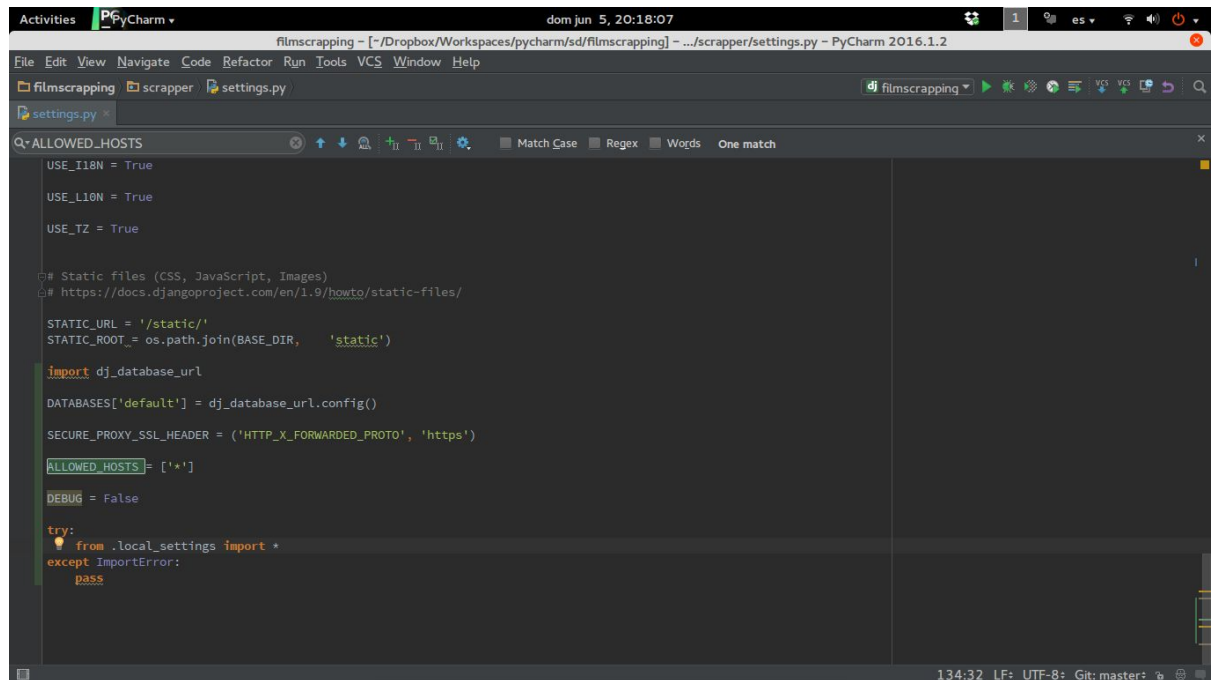 Activities PyCharm ▾ dom jun 5, 20:18:07 1 es ▾
filmscrapping – [~/Dropbox/Workspaces/pycharm/sd/filmscrapping] – .../scrapper/settings.py – PyCharm 2016.1.2
File Edit View Navigate Code Refactor Run Tools VCS Window Help
filmscrapping scrapper settings.py dj filmscrapping VCS VCS
settings.py ×
ALLOWED_HOSTS Match Case Regex Words One match
USE_I18N = True
USE_L10N = True
USE_TZ = True
# Static files (CSS, JavaScript, Images)
# https://docs.djangoproject.com/en/1.9/howto/static-files/
STATIC_URL = '/static/'
STATIC_ROOT = os.path.join(BASE_DIR,    'static')
import dj_database_url
DATABASES['default'] = dj_database_url.config()
SECURE_PROXY_SSL_HEADER = ('HTTP_X_FORWARDED_PROTO', 'https')
ALLOWED_HOSTS = ['*']
DEBUG = False
try:
    from .local_settings import *
except ImportError:
    pass
134:32 LF÷ UTF-8÷ Git: master÷